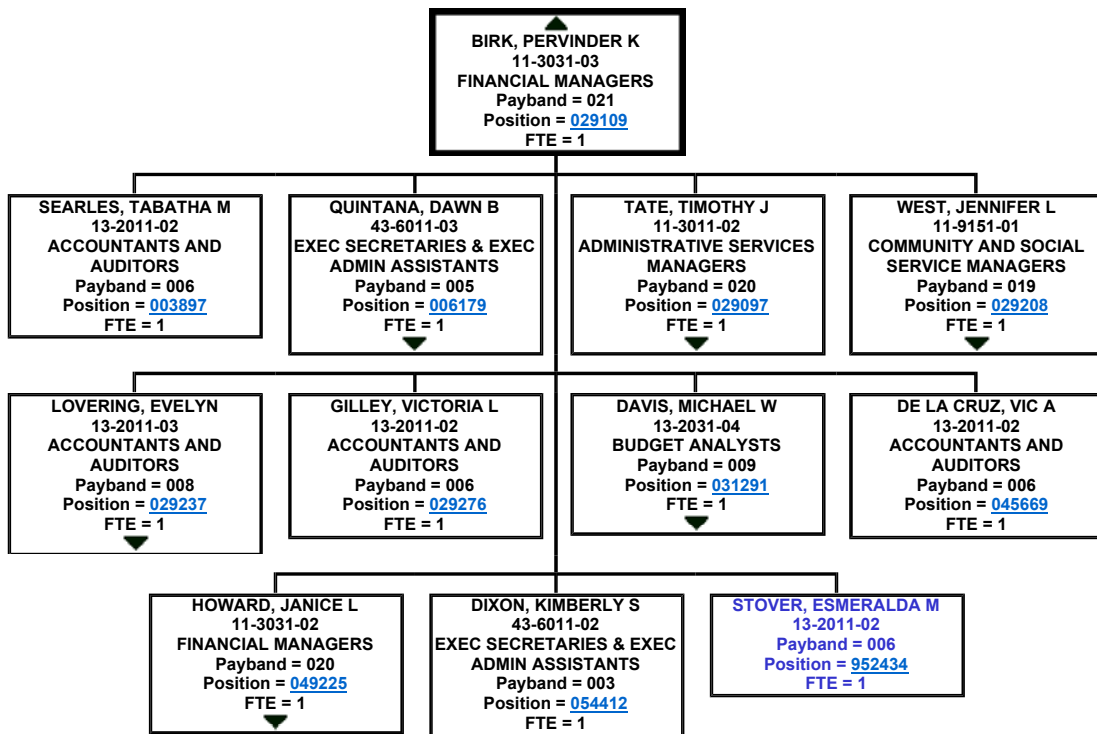 BIRK, PERVINDER K
11-3031-03
FINANCIAL MANAGERS
Payband = 021
Position = 029109
FTE = 1
SEARLES, TABATHA M
13-2011-02
ACCOUNTANTS AND
AUDITORS
Payband = 006
Position = 003897
FTE = 1
QUINTANA, DAWN B
43-6011-03
EXEC SECRETARIES & EXEC
ADMIN ASSISTANTS
Payband = 005
Position = 006179
FTE = 1
TATE, TIMOTHY J
11-3011-02
ADMINISTRATIVE SERVICES
MANAGERS
Payband = 020
Position = 029097
FTE = 1
WEST, JENNIFER L
11-9151-01
COMMUNITY AND SOCIAL
SERVICE MANAGERS
Payband = 019
Position = 029208
FTE = 1
LOVERING, EVELYN
13-2011-03
ACCOUNTANTS AND
AUDITORS
Payband = 008
Position = 029237
FTE = 1
GILLEY, VICTORIA L
13-2011-02
ACCOUNTANTS AND
AUDITORS
Payband = 006
Position = 029276
FTE = 1
DAVIS, MICHAEL W
13-2031-04
BUDGET ANALYSTS
Payband = 009
Position = 031291
FTE = 1
DE LA CRUZ, VIC A
13-2011-02
ACCOUNTANTS AND
AUDITORS
Payband = 006
Position = 045669
FTE = 1
HOWARD, JANICE L
11-3031-02
FINANCIAL MANAGERS
Payband = 020
Position = 049225
FTE = 1
DIXON, KIMBERLY S
43-6011-02
EXEC SECRETARIES & EXEC
ADMIN ASSISTANTS
Payband = 003
Position = 054412
FTE = 1
STOVER, ESMERALDA M
13-2011-02
Payband = 006
Position = 952434
FTE = 1